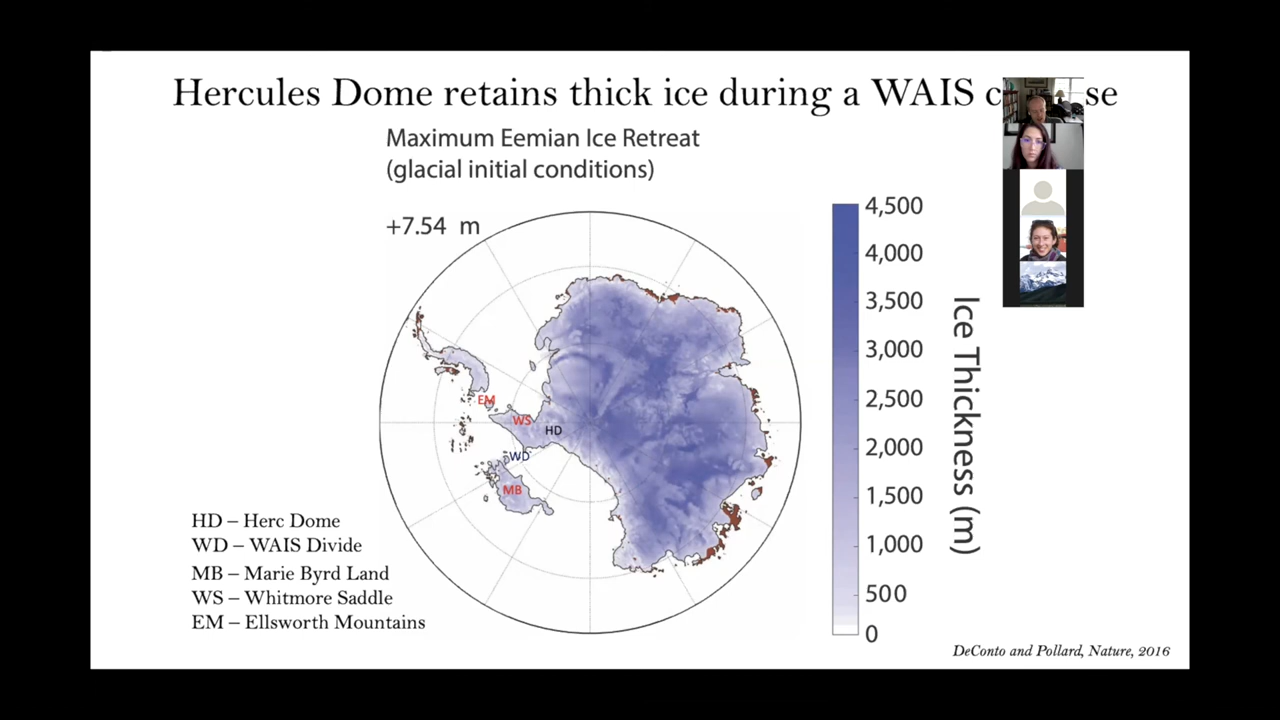 Hercules Dome retains thick ice during a WAIS c se
Maximum Eemian Ice Retreat
(glacial initial conditions)
+7.54 m
4,500
4,000
3,500
3,000
2,500
2,000
1,500
1,000
500
0
Ice Thickness (m)
EM
WS
HD
WD
MB
HD – Herc Dome
WD – WAIS Divide
MB – Marie Byrd Land
WS – Whitmore Saddle
EM – Ellsworth Mountains
DeConto and Pollard, Nature, 2016